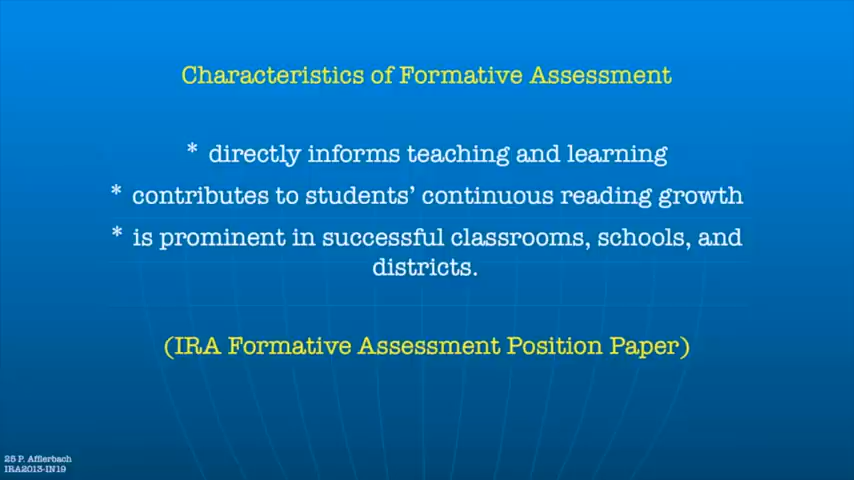 Characteristics of Formative Assessment
* directly informs teaching and learning
* contributes to students’ continuous reading growth
* is prominent in successful classrooms, schools, and
districts.
(IRA Formative Assessment Position Paper)
25 P. Afflerbach
IRA2013-IN19